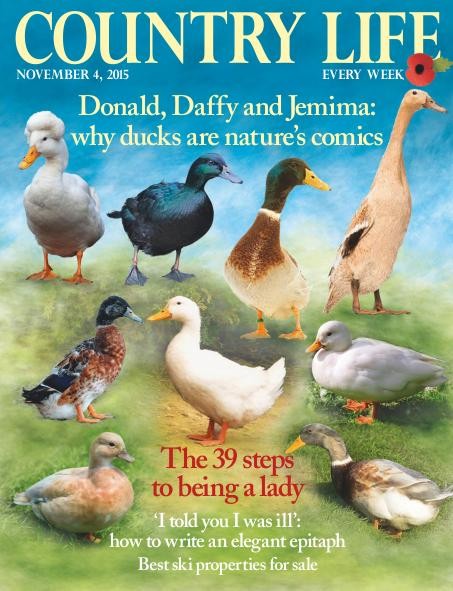 COUNTRY LIFE
NOVEMBER 4, 2015
EVERY WEEK
Donald, Daffy and Jemima:
why ducks are nature's comics
The 39 steps
to being a lady
'I told you I was ill':
how to write an elegant epitaph
Best ski properties for sale